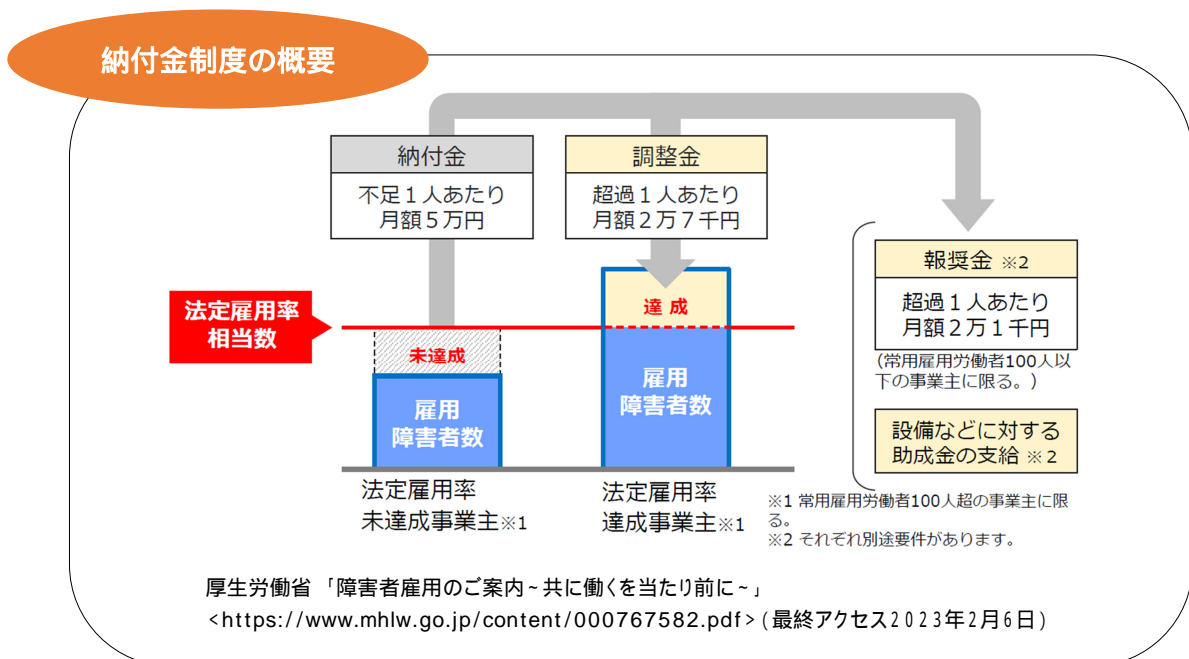 納付金制度の概要
納付金
不足１人あたり
月額５万円
調整金
超過１人あたり
月額２万７千円
報奨金 ※2
超過１人あたり
月額２万１千円
(常用雇用労働者100人以
下の事業主に限る。)
設備などに対する
助成金の支給 ※２
法定雇用率
相当数
未達成
雇用
障害者数
達 成
雇用
障害者数
法定雇用率
未達成事業主※1
法定雇用率
達成事業主※1
※1 常用雇用労働者100人超の事業主に限
る。
※2 それぞれ別途要件があります。
厚生労働省 「障害者雇用のご案内~共に働くを当たり前に~」
<https://www.mhlw.go.jp/content/000767582.pdf>(最終アクセス2023年2月6日)